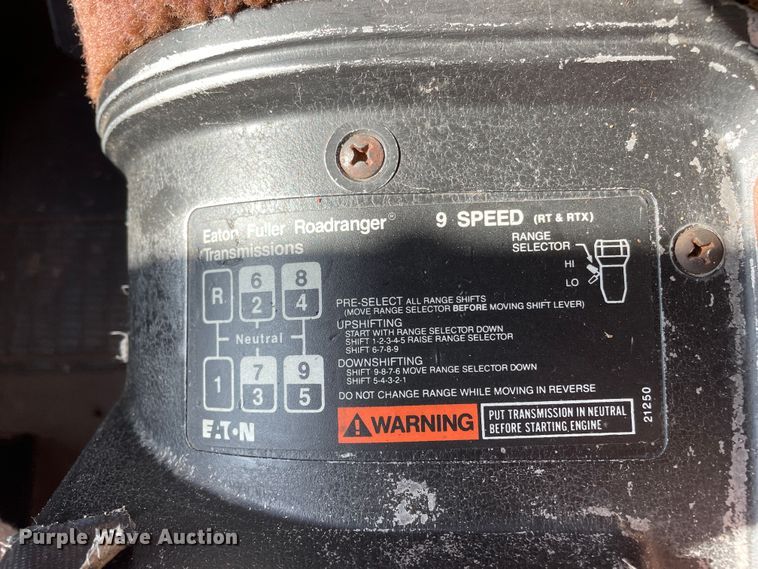 Eaton Fuller Roadranger® 9 SPEED (RT & RTX)
Transmissions
RANGE
SELECTOR
HI
LO
R 6 8
2 4
Neutral
1 7 9
3 5
PRE-SELECT ALL RANGE SHIFTS
(MOVE RANGE SELECTOR BEFORE MOVING SHIFT LEVER)
UPSHIFTING
START WITH RANGE SELECTOR DOWN
SHIFT 1-2-3-4-5 RAISE RANGE SELECTOR
SHIFT 6-7-8-9
DOWNSHIFTING
SHIFT 9-8-7-6 MOVE RANGE SELECTOR DOWN
SHIFT 5-4-3-2-1
DO NOT CHANGE RANGE WHILE MOVING IN REVERSE
EATON
WARNING
PUT TRANSMISSION IN NEUTRAL
BEFORE STARTING ENGINE
21250
Purple Wave Auction